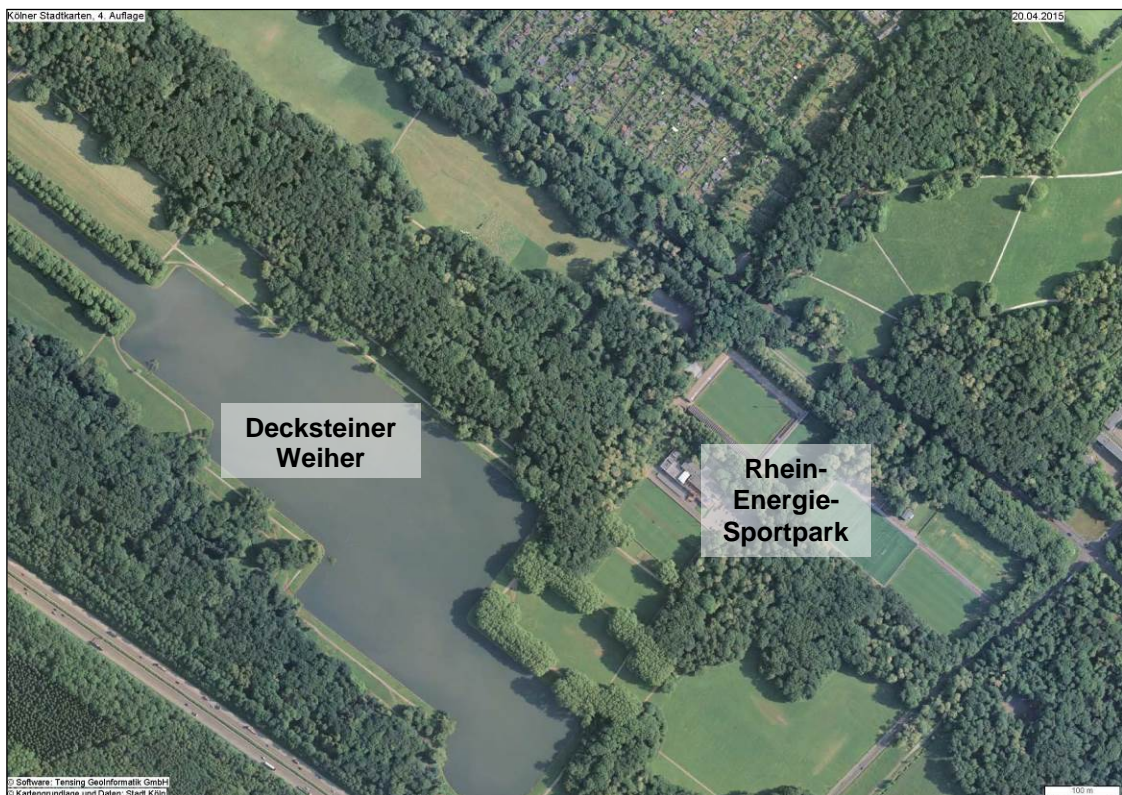 Kölner Stadtkarten, 4. Auflage
20.04.2015
Decksteiner
Weiher
Rhein-
Energie-
Sportpark
© Software: Tensing GeoInformatik GmbH
© Kartengrundlage und Daten: Stadt Köln
100 m